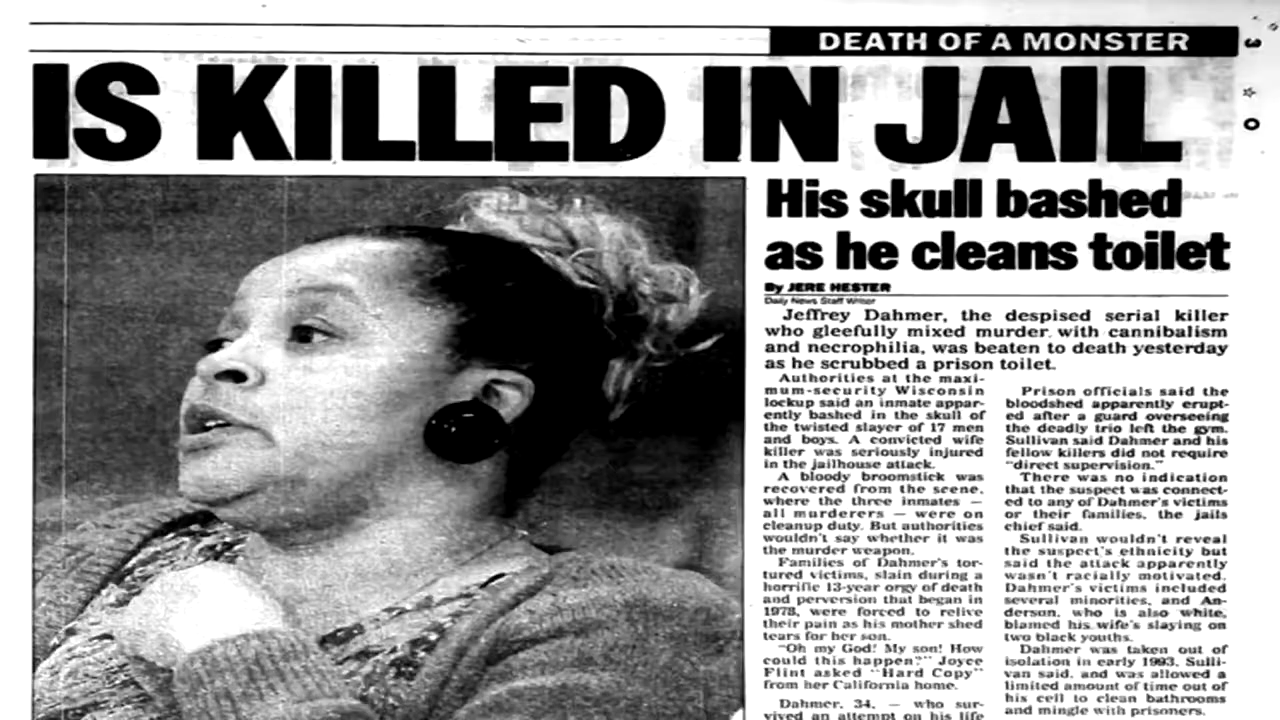 DEATH OF A MONSTER
IS KILLED IN JAIL
His skull bashed
as he cleans toilet
By JERE HESTER
Daily News Staff Writer
Jeffrey Dahmer, the despised serial killer
who gleefully mixed murder with cannibalism
and necrophilia, was beaten to death yesterday
as he scrubbed a prison toilet.
Authorities at the maxi-
mum-security Wisconsin
lockup said an inmate appar-
ently bashed in the skull of
the twisted slayer of 17 men
and boys. A convicted wife
killer was seriously injured
in the jailhouse attack.
A bloody broomstick was
recovered from the scene,
where the three inmates —
all murderers — were on
cleanup duty. But authorities
wouldn't say whether it was
the murder weapon.
Families of Dahmer's tor-
tured victims, slain during a
horrific 13-year orgy of death
and perversion that began in
1978, were forced to relive
their pain as his mother shed
tears for her son.
"Oh my God! My son! How
could this happen?" Joyce
Flint asked "Hard Copy"
from her California home.
Dahmer, 34, — who sur-
vived an attempt on his life
Prison officials said the
bloodshed apparently erupt-
ed after a guard overseeing
the deadly trio left the gym.
Sullivan said Dahmer and his
fellow killers did not require
"direct supervision."
There was no indication
that the suspect was connect-
ed to any of Dahmer's victims
or their families, the jails
chief said.
Sullivan wouldn't reveal
the suspect's ethnicity but
said the attack apparently
wasn't racially motivated.
Dahmer's victims included
several minorities, and An-
derson, who is also white,
blamed his wife's slaying on
two black youths.
Dahmer was taken out of
isolation in early 1993, Sulli-
van said, and was allowed a
limited amount of time out of
his cell to clean bathrooms
and mingle with prisoners.